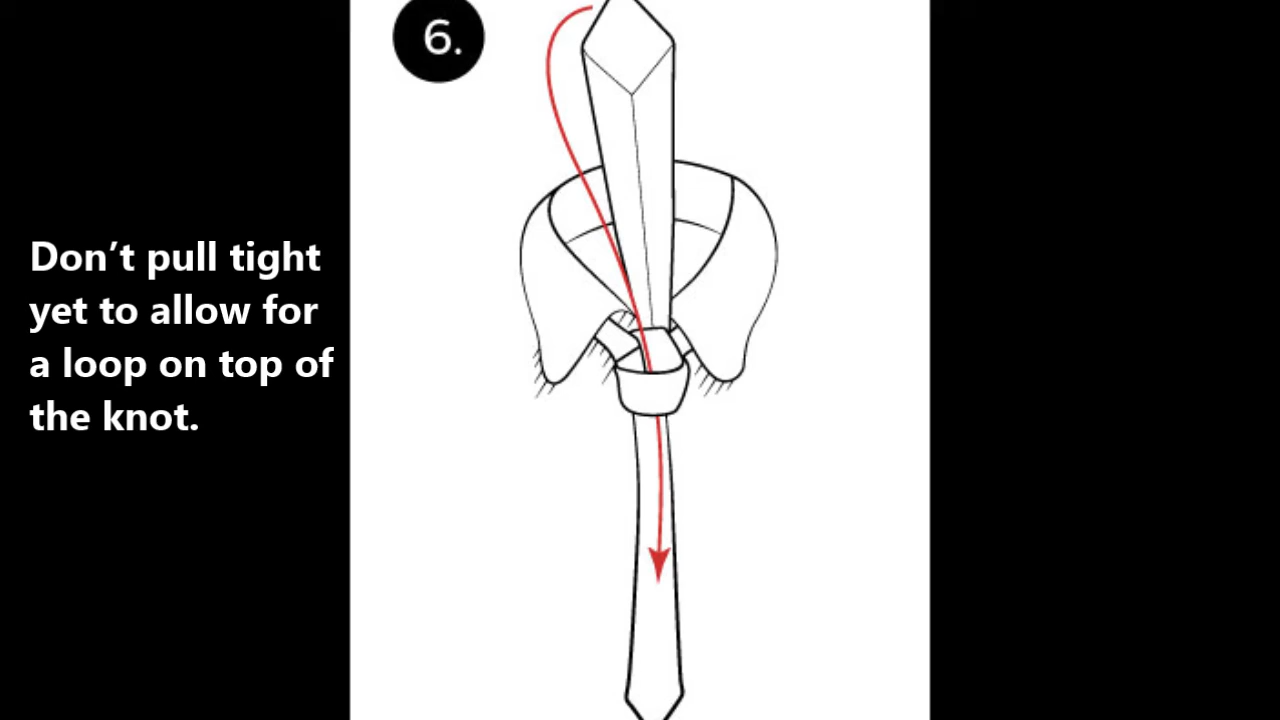 6.
Don’t pull tight
yet to allow for
a loop on top of
the knot.